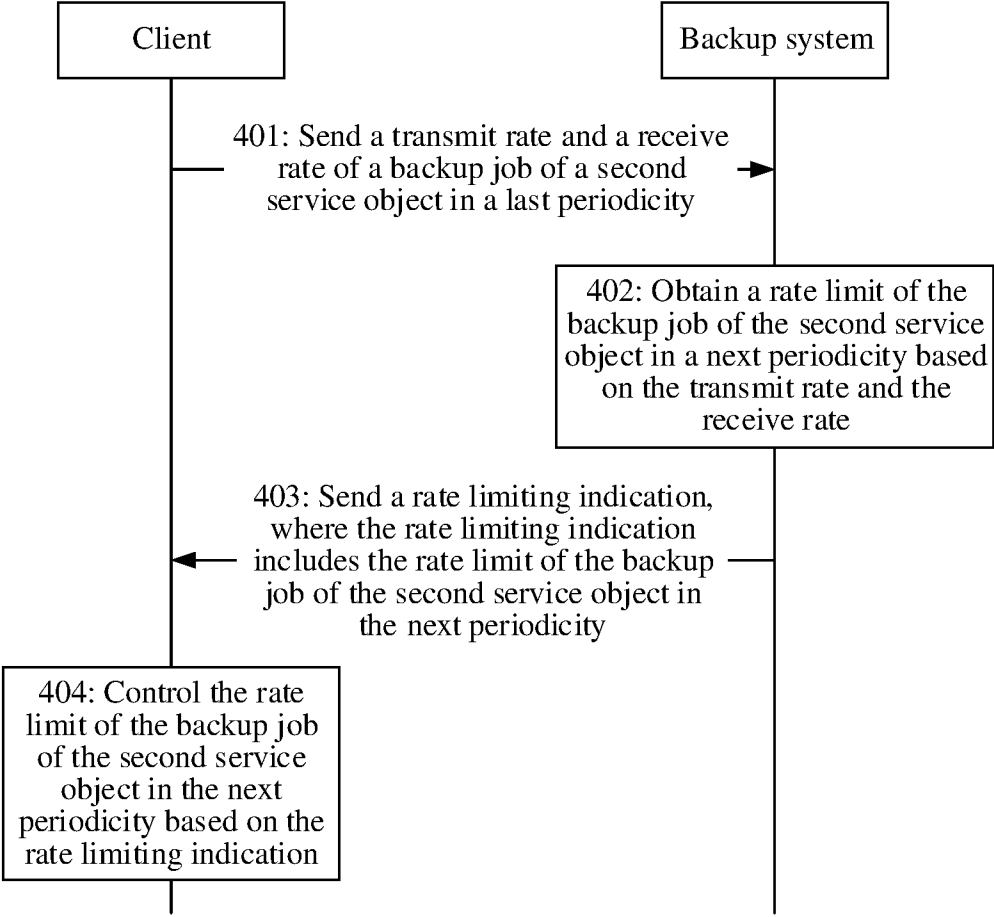 Client
Backup system
401: Send a transmit rate and a receive
rate of a backup job of a second
service object in a last periodicity
402: Obtain a rate limit of the
backup job of the second service
object in a next periodicity based
on the transmit rate and the
receive rate
403: Send a rate limiting indication,
where the rate limiting indication
includes the rate limit of the backup
job of the second service object in
the next periodicity
404: Control the rate
limit of the backup job
of the second service
object in the next
periodicity based on the
rate limiting indication